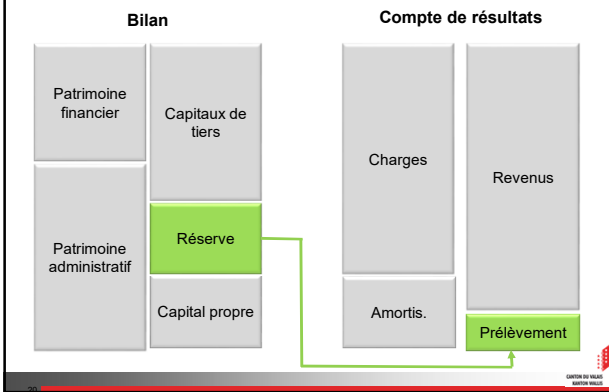 Bilan
Compte de résultats
Patrimoine
financier
Capitaux de
tiers
Patrimoine
administratif
Réserve
Capital propre
Charges
Revenus
Amortis.
Prélèvement
CANTON DU VALAIS
KANTON WALLIS
20